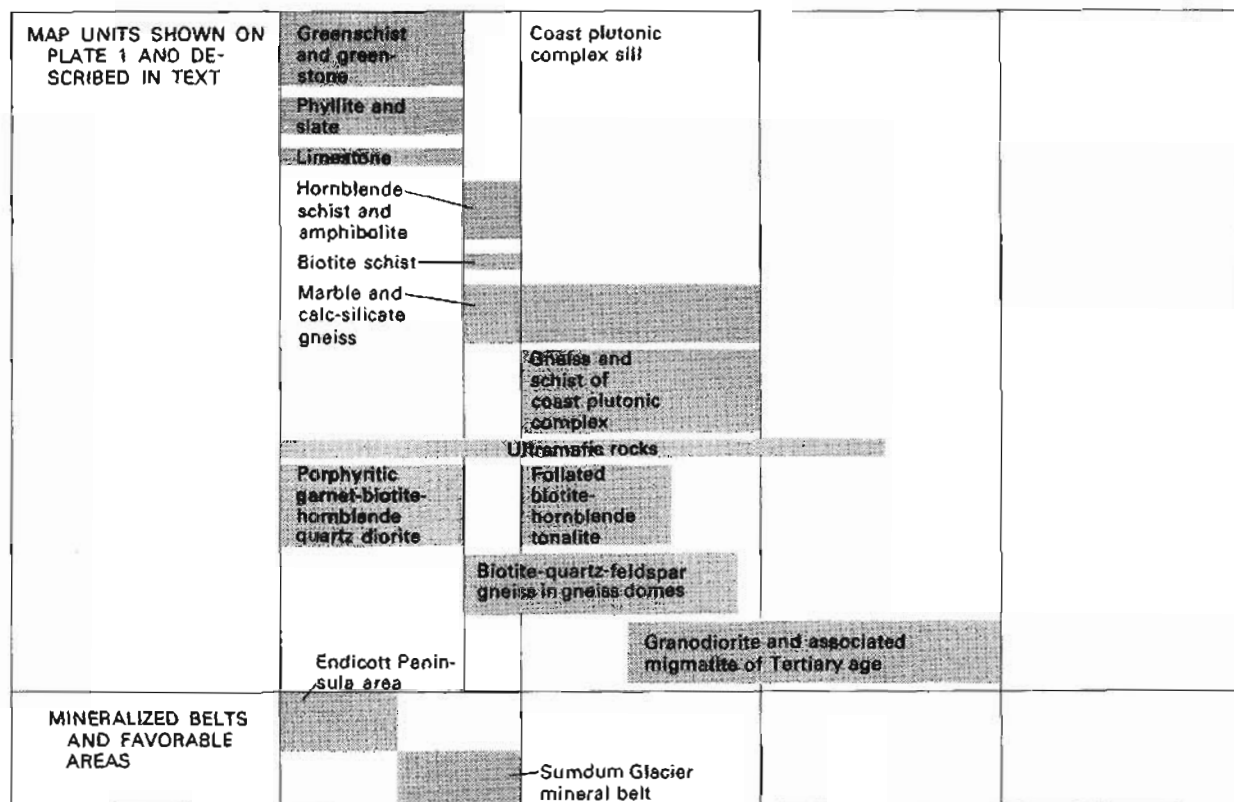 MAP UNITS SHOWN ON
PLATE 1 AND DE-
SCRIBED IN TEXT
Greenschist
and green-
stone
Coast plutonic
complex sill
Phyllite and
slate
Limestone
Hornblende
schist and
amphibolite
Biotite schist
Marble and
calc-silicate
gneiss
Gneiss and
schist of
coast plutonic
complex
Ultramafic rocks
Porphyritic
garnet-biotite-
hornblende
quartz diorite
Foliated
biotite-
hornblende
tonalite
Biotite-quartz-feldspar
gneiss in gneiss domes
Granodiorite and associated
migmatite of Tertiary age
Endicott Penin-
sula area
MINERALIZED BELTS
AND FAVORABLE
AREAS
Sumdum Glacier
mineral belt